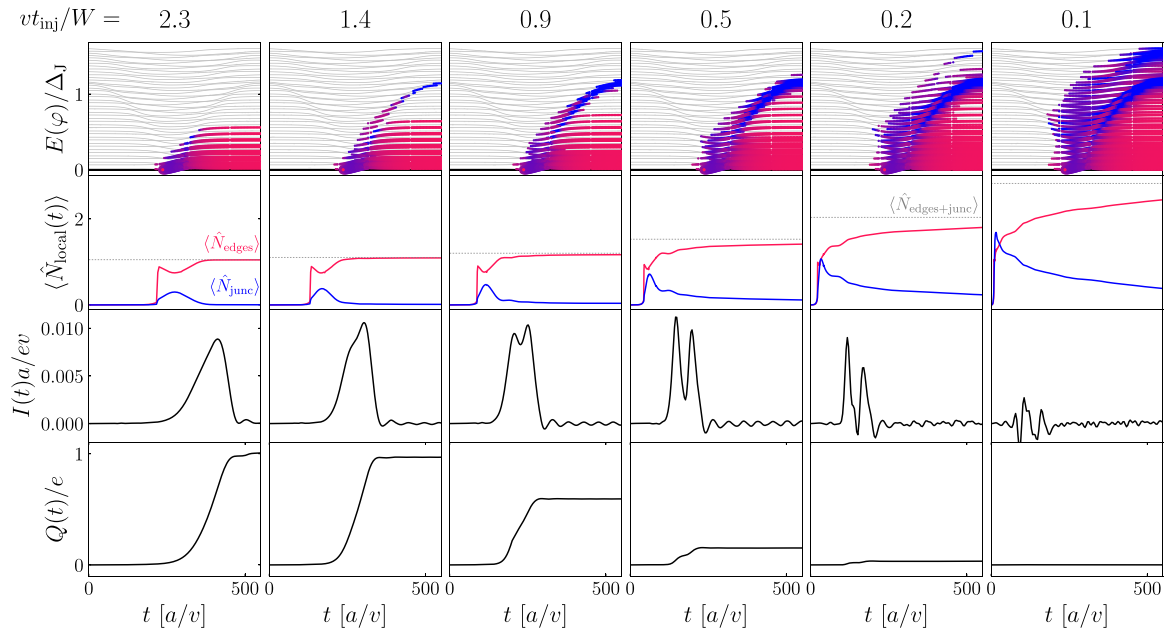 vt_inj/W = 2.3 1.4 0.9 0.5 0.2 0.1
E(φ)/Δ_J
1
0
⟨N̂_local(t)⟩
2
0
⟨N̂_edges⟩
⟨N̂_junc⟩
⟨N̂_edges+junc⟩
I(t)a/ev
0.010
0.005
0.000
Q(t)/e
1
0
0 500 0 500 0 500 0 500 0 500 0 500
t [a/v] t [a/v] t [a/v] t [a/v] t [a/v] t [a/v]